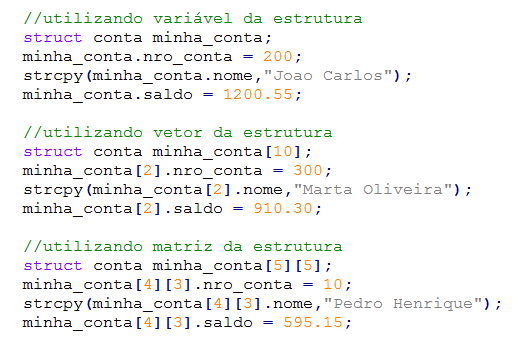 //utilizando variável da estrutura
struct conta minha_conta;
minha_conta.nro_conta = 200;
strcpy(minha_conta.nome,"Joao Carlos");
minha_conta.saldo = 1200.55;

//utilizando vetor da estrutura
struct conta minha_conta[10];
minha_conta[2].nro_conta = 300;
strcpy(minha_conta[2].nome,"Marta Oliveira");
minha_conta[2].saldo = 910.30;

//utilizando matriz da estrutura
struct conta minha_conta[5][5];
minha_conta[4][3].nro_conta = 10;
strcpy(minha_conta[4][3].nome,"Pedro Henrique");
minha_conta[4][3].saldo = 595.15;